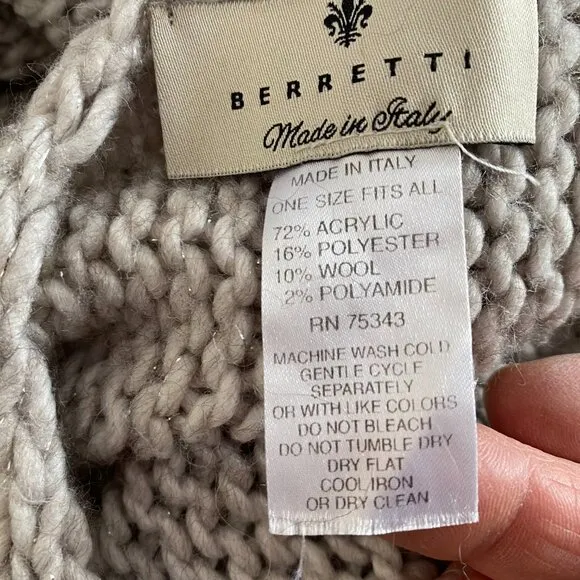 BERRETTI
Made in Italy
MADE IN ITALY
ONE SIZE FITS ALL
72% ACRYLIC
16% POLYESTER
10% WOOL
2% POLYAMIDE
RN 75343
MACHINE WASH COLD
GENTLE CYCLE
SEPARATELY
OR WITH LIKE COLORS
DO NOT BLEACH
DO NOT TUMBLE DRY
DRY FLAT
COOL IRON
OR DRY CLEAN